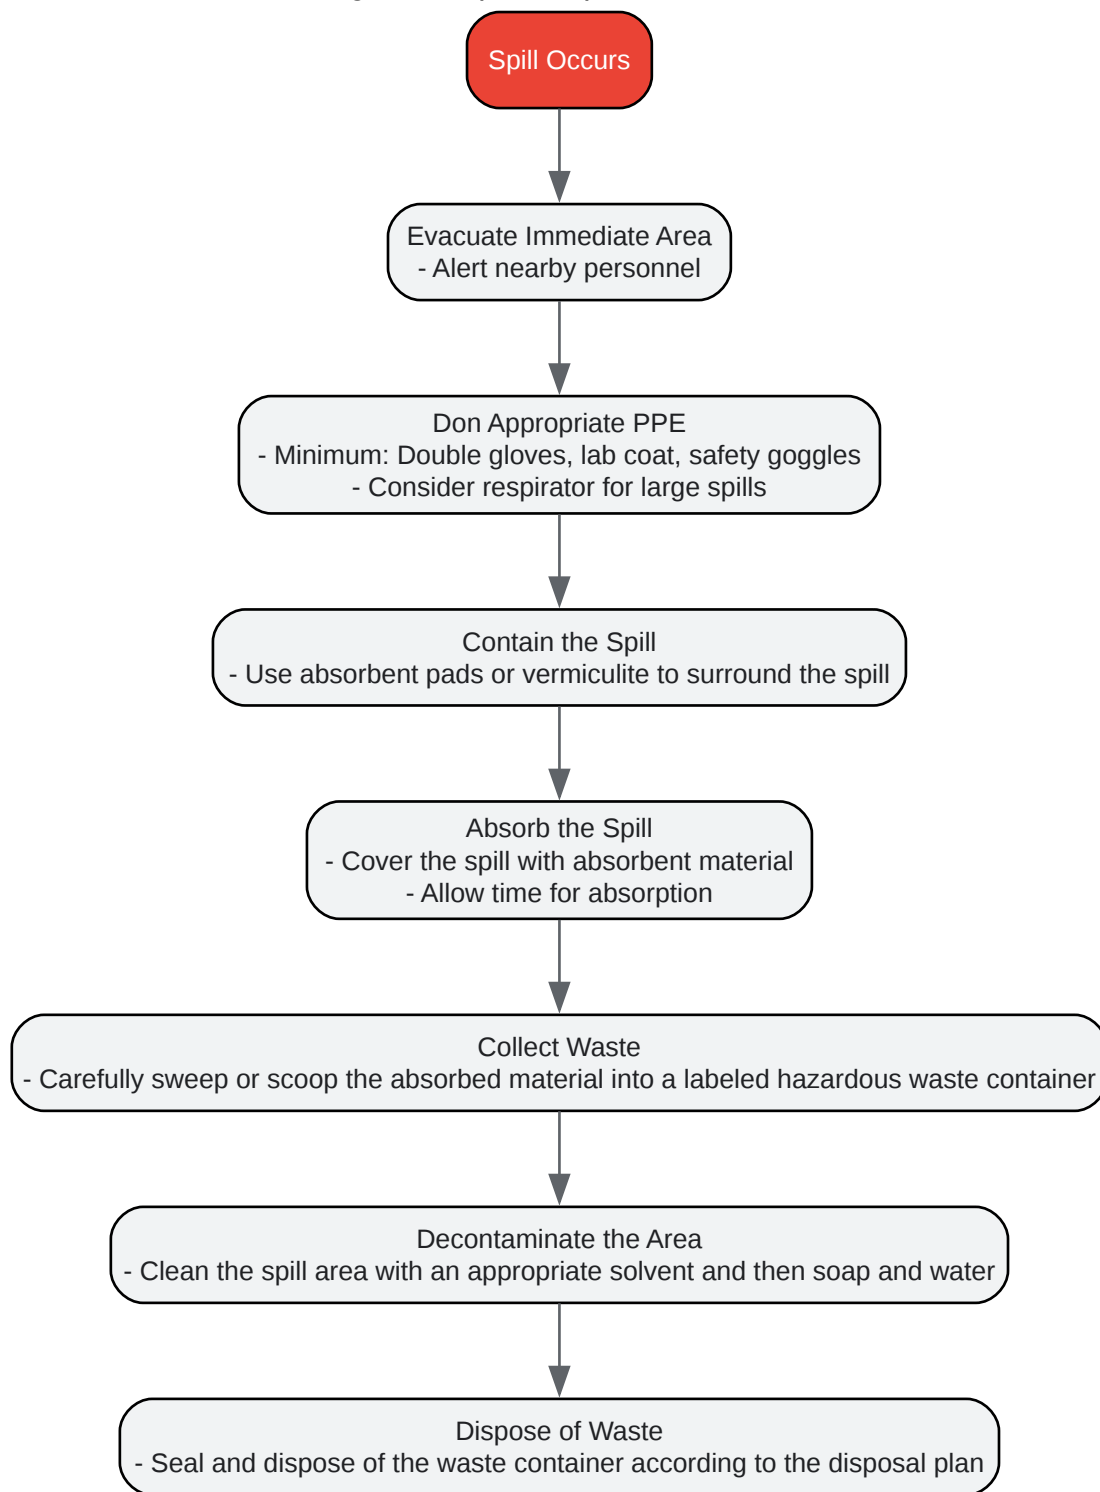 Spill Occurs
Evacuate Immediate Area
- Alert nearby personnel
Don Appropriate PPE
- Minimum: Double gloves, lab coat, safety goggles
- Consider respirator for large spills
Contain the Spill
- Use absorbent pads or vermiculite to surround the spill
Absorb the Spill
- Cover the spill with absorbent material
- Allow time for absorption
Collect Waste
- Carefully sweep or scoop the absorbed material into a labeled hazardous waste container
Decontaminate the Area
- Clean the spill area with an appropriate solvent and then soap and water
Dispose of Waste
- Seal and dispose of the waste container according to the disposal plan